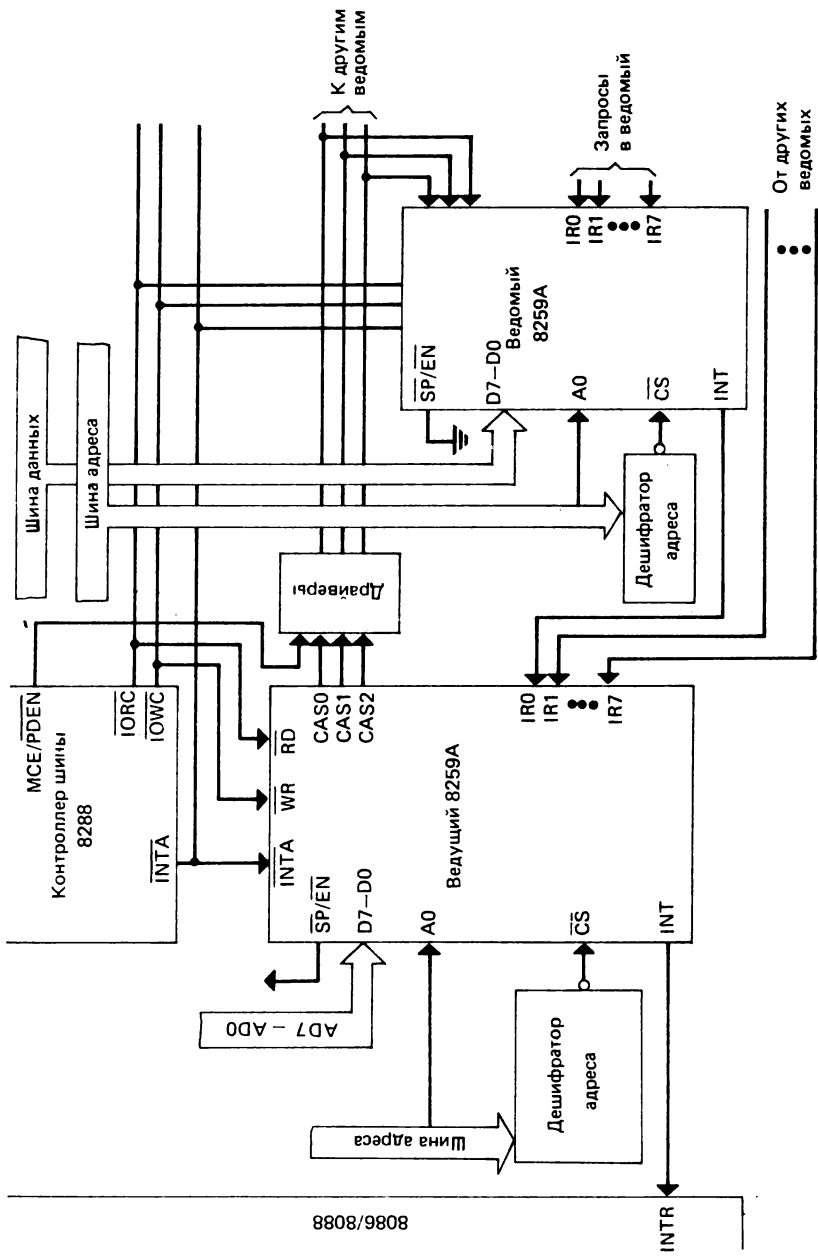 8086/8088
INTR
Контроллер шины
8288
MCE/PDEN
IORC
IOWC
INTA
Шина данных
Шина адреса
Драйверы
К другим
ведомым
Ведущий 8259A
INTA
WR
RD
CAS0
CAS1
CAS2
SP/EN
D7–D0
A0
CS
INT
IR0
IR1
•••
IR7
AD7 – AD0
Шина адреса
Дешифратор
адреса
Ведомый
8259A
SP/EN
D7–D0
A0
CS
INT
IR0
IR1
•••
IR7
Запросы
в ведомый
Дешифратор
адреса
От других
ведомых
•••